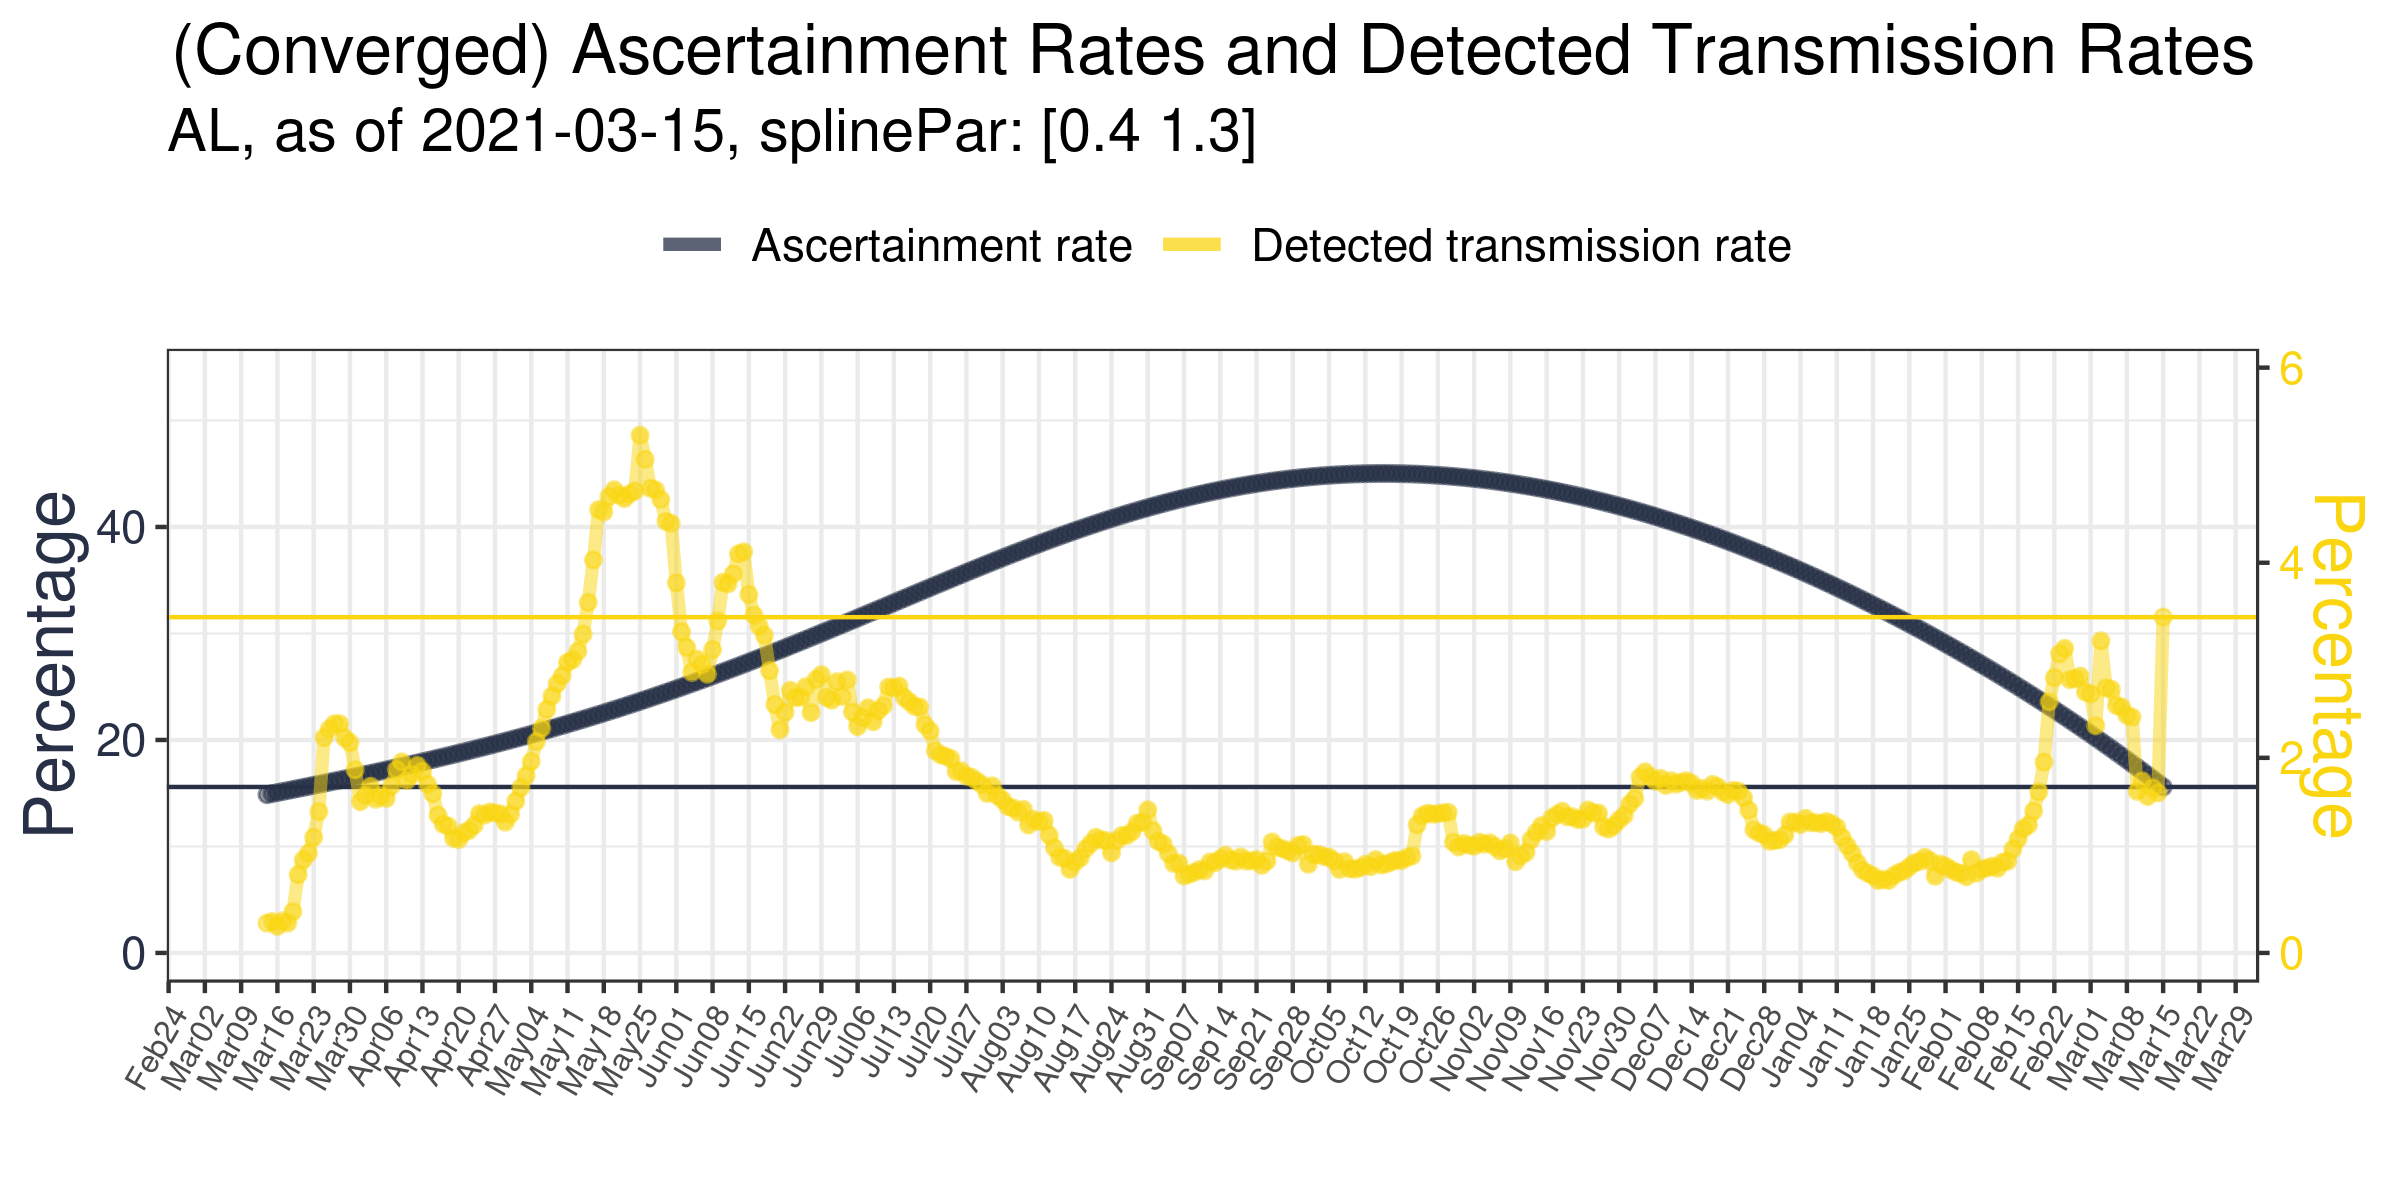 (Converged) Ascertainment Rates and Detected Transmission Rates
AL, as of 2021-03-15, splinePar: [0.4 1.3]
Ascertainment rate Detected transmission rate
Percentage
40
20
0
6
4
2
0
Percentage
Feb24 Mar02 Mar09 Mar16 Mar23 Mar30 Apr06 Apr13 Apr20 Apr27 May04 May11 May18 May25 Jun01 Jun08 Jun15 Jun22 Jun29 Jul06 Jul13 Jul20 Jul27 Aug03 Aug10 Aug17 Aug24 Aug31 Sep07 Sep14 Sep21 Sep28 Oct05 Oct12 Oct19 Oct26 Nov02 Nov09 Nov16 Nov23 Nov30 Dec07 Dec14 Dec21 Dec28 Jan04 Jan11 Jan18 Jan25 Feb01 Feb08 Feb15 Feb22 Mar01 Mar08 Mar15 Mar22 Mar29